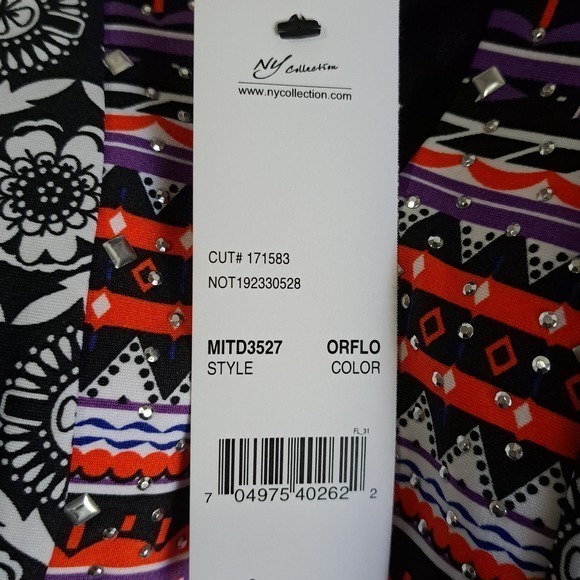 NY Collection
www.nycollection.com
CUT# 171583
NOT192330528
MITD3527 ORFLO
STYLE COLOR
FL_31
7 04975 40262 2